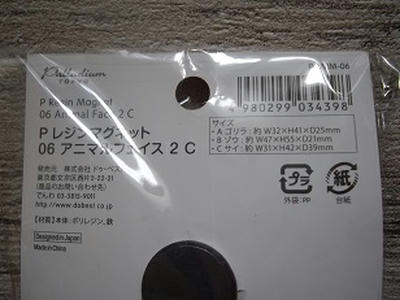 Palladium
TOKYO
P Resin Magnet
06 Animal Face 2 C
P レジンマグネット
06 アニマルフェイス 2 C
発売元 株式会社ドゥ・ベスト
東京都文京区西片2-22-21
(商品のお問い合わせ先)
でんわ 03-3815-9011
http://www.dobest.co.jp
【材質】本体:ポリレジン、鉄
Designed in Japan
Made in China
M-06
4 980299 034398
サイズ
・A ゴリラ:約 W32×H41×D25mm
・B ゾウ:約 W47×H55×D21mm
・C サイ:約 W31×H42×D39mm
プラ
外袋:PP
紙
台紙